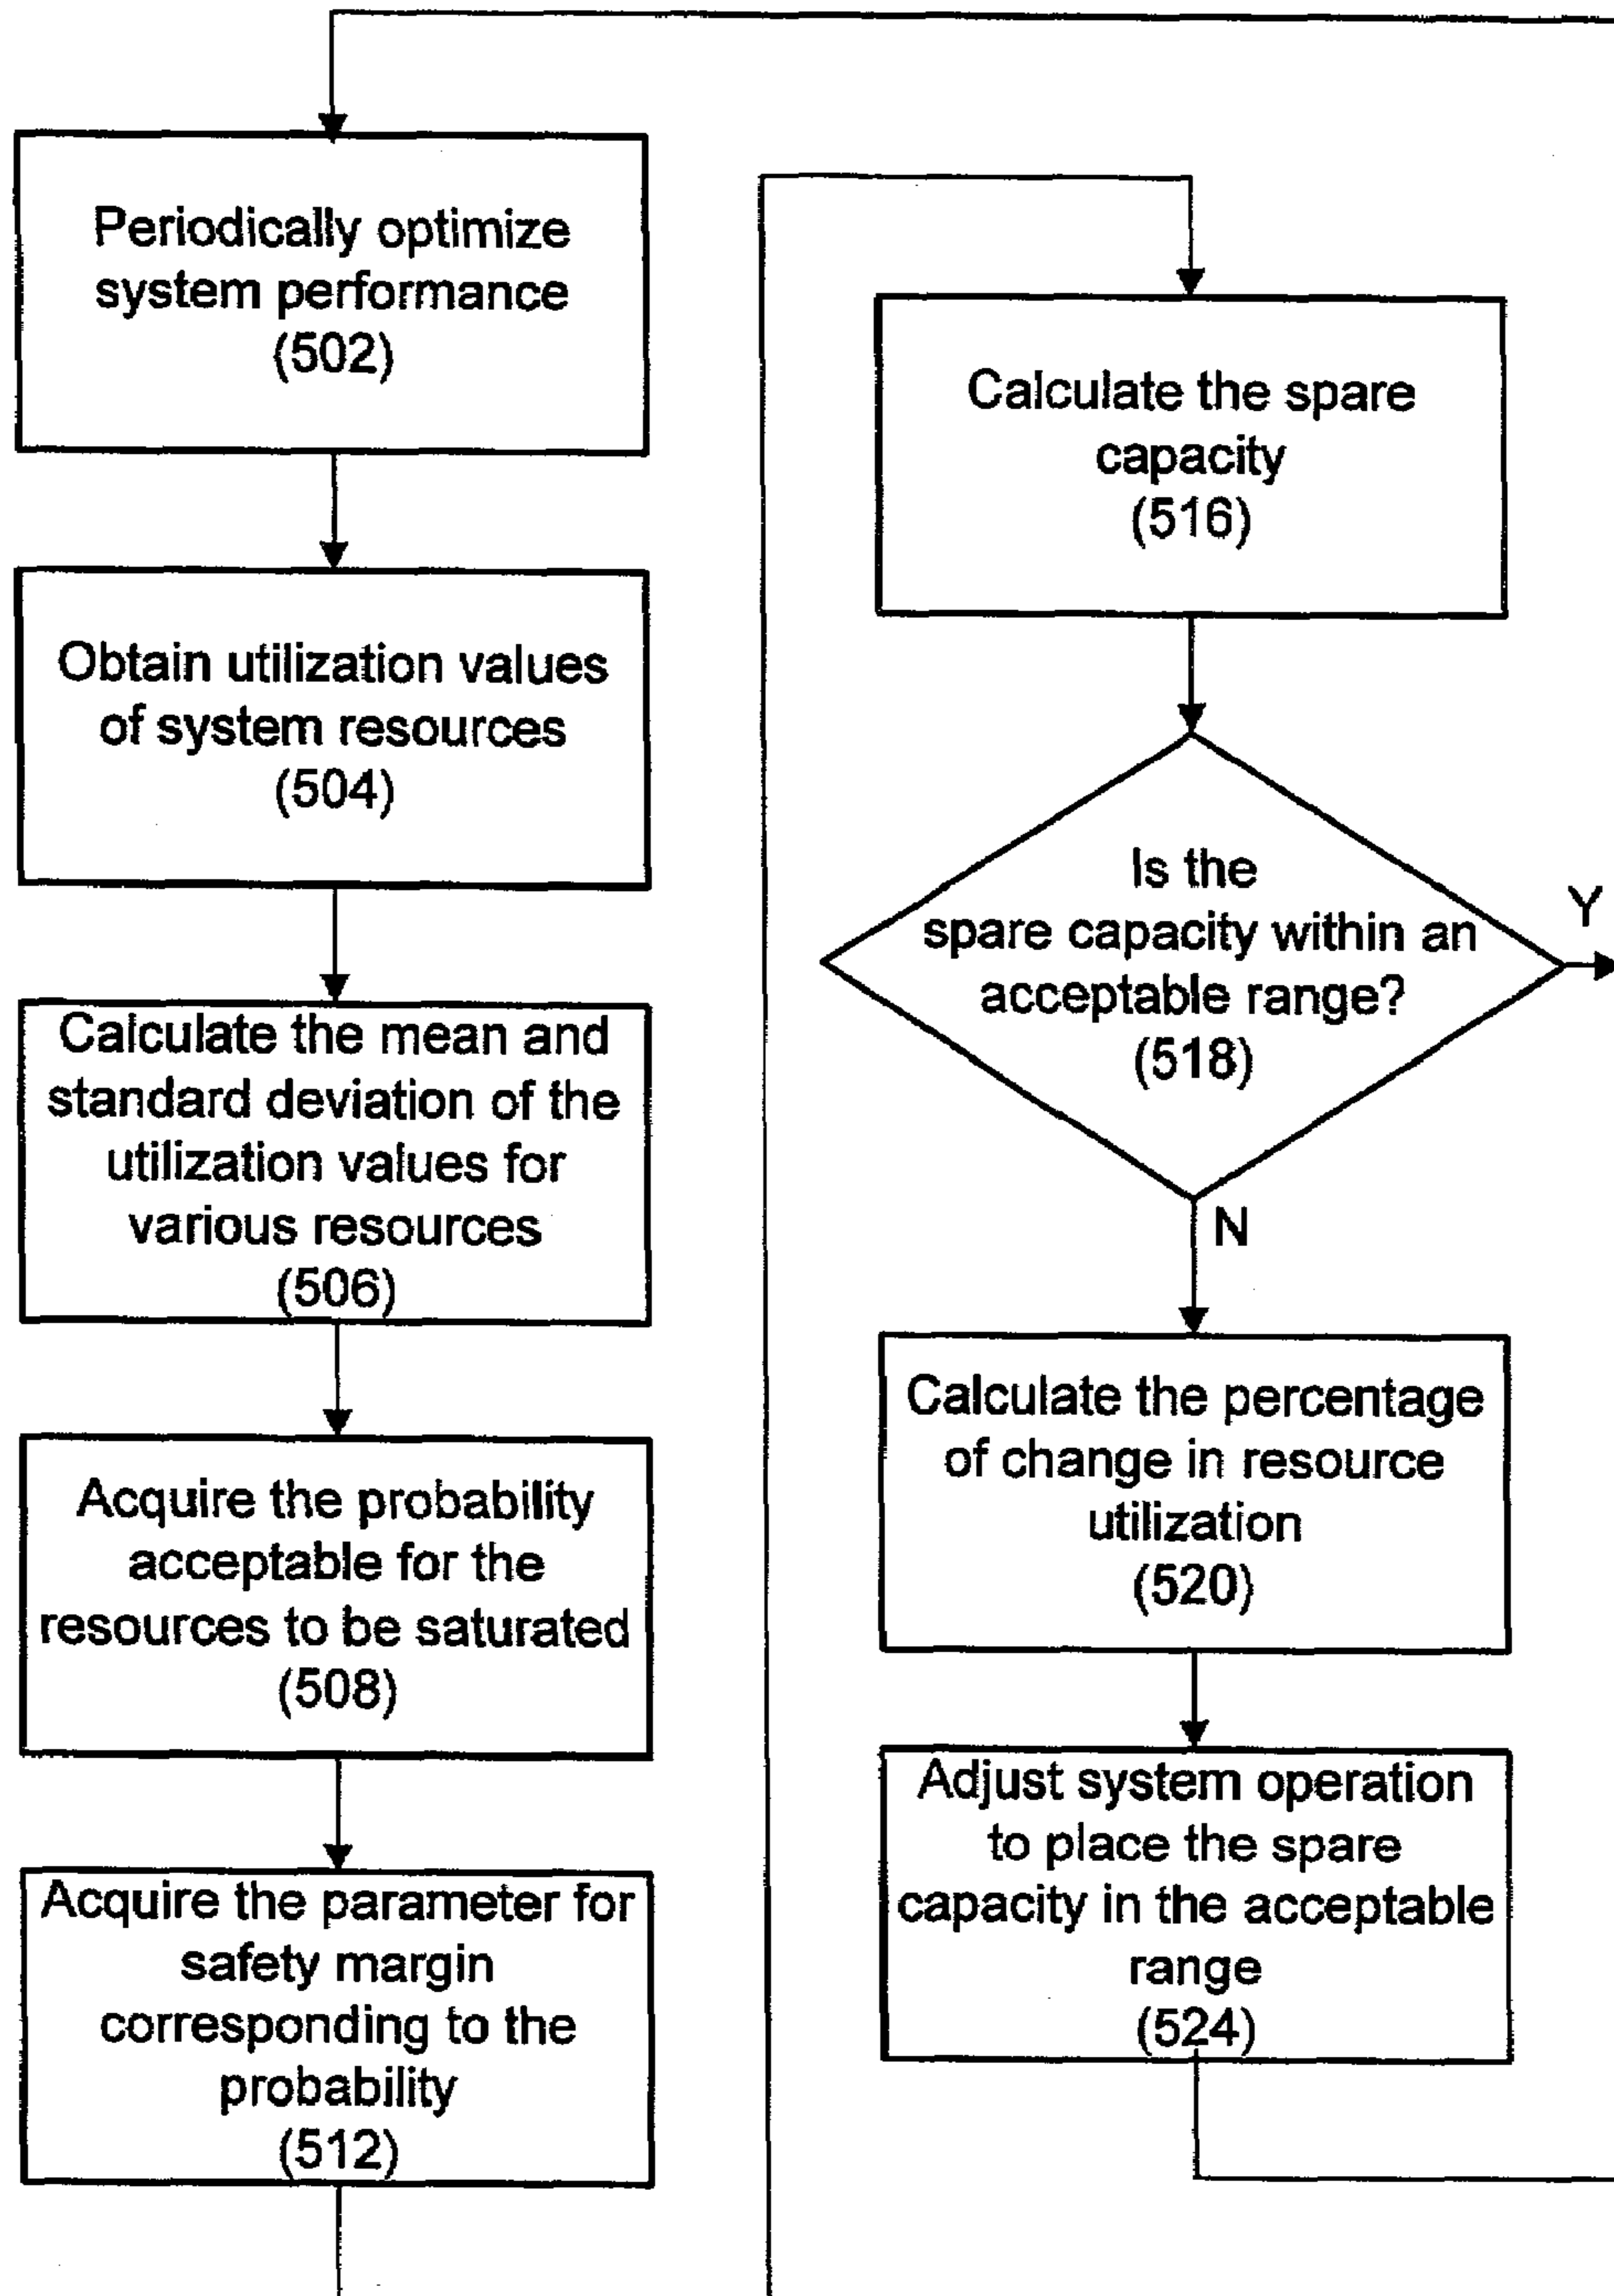 Periodically optimize
system performance
(502)
Obtain utilization values
of system resources
(504)
Calculate the mean and
standard deviation of the
utilization values for
various resources
(506)
Acquire the probability
acceptable for the
resources to be saturated
(508)
Acquire the parameter for
safety margin
corresponding to the
probability
(512)
Calculate the spare
capacity
(516)
Is the
spare capacity within an
acceptable range?
(518)
Y
N
Calculate the percentage
of change in resource
utilization
(520)
Adjust system operation
to place the spare
capacity in the acceptable
range
(524)